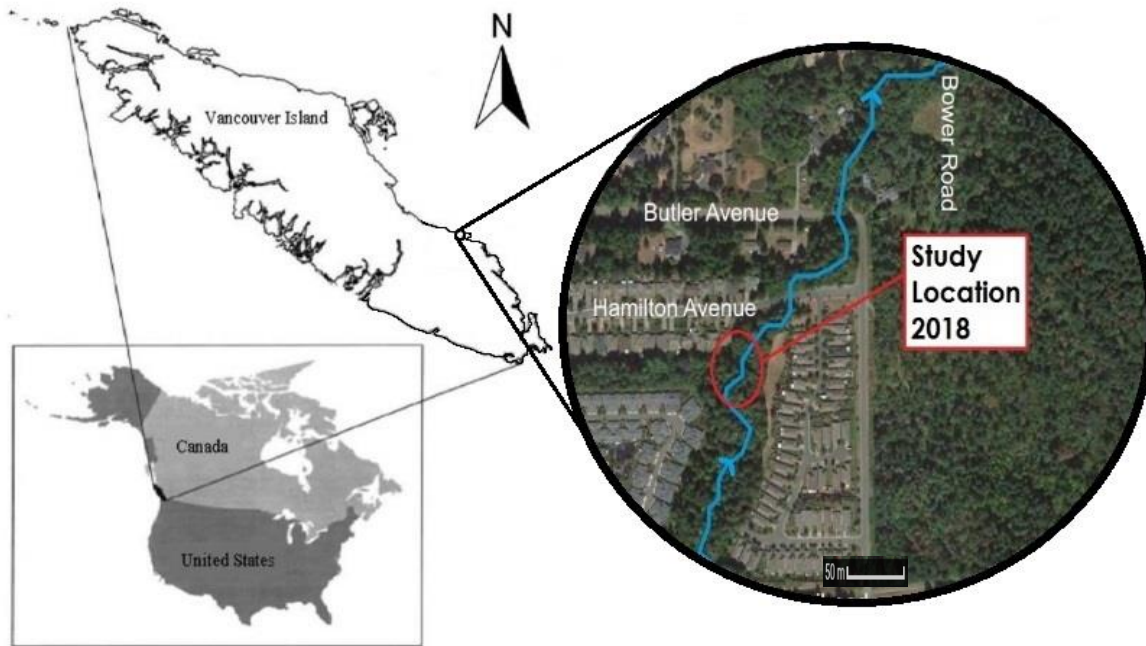 N
Vancouver Island
Canada
United States
Bower Road
Butler Avenue
Hamilton Avenue
Study
Location
2018
50 m